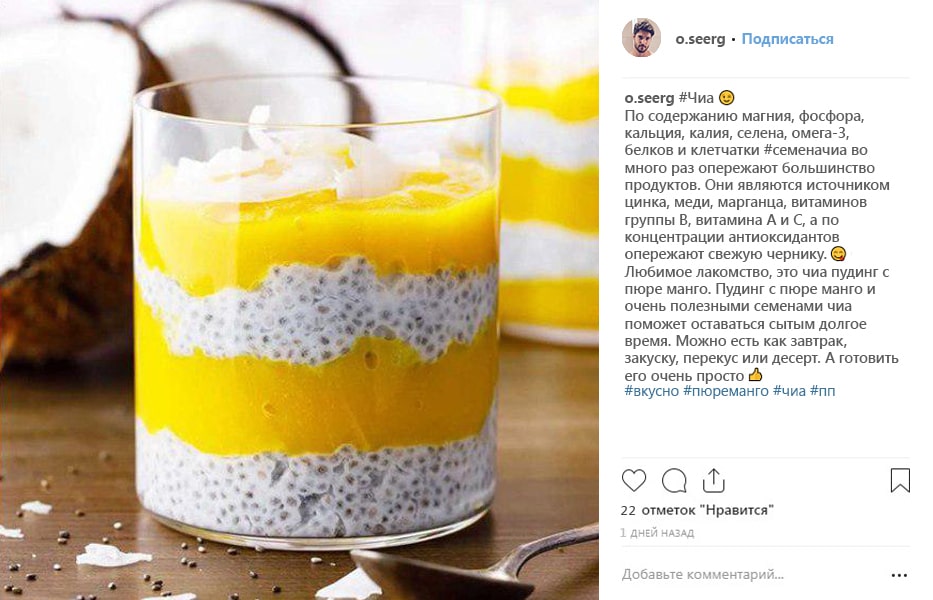 o.seerg • Подписаться
o.seerg #Чиа 😉
По содержанию магния, фосфора,
кальция, калия, селена, омега-3,
белков и клетчатки #семеначиа во
много раз опережают большинство
продуктов. Они являются источником
цинка, меди, марганца, витаминов
группы В, витамина А и С, а по
концентрации антиоксидантов
опережают свежую чернику. 😋
Любимое лакомство, это чиа пудинг с
пюре манго. Пудинг с пюре манго и
очень полезными семенами чиа
поможет оставаться сытым долгое
время. Можно есть как завтрак,
закуску, перекус или десерт. А готовить
его очень просто 👍
#вкусно #пюреманго #чиа #пп
22 отметок "Нравится"
1 ДНЕЙ НАЗАД
Добавьте комментарий...